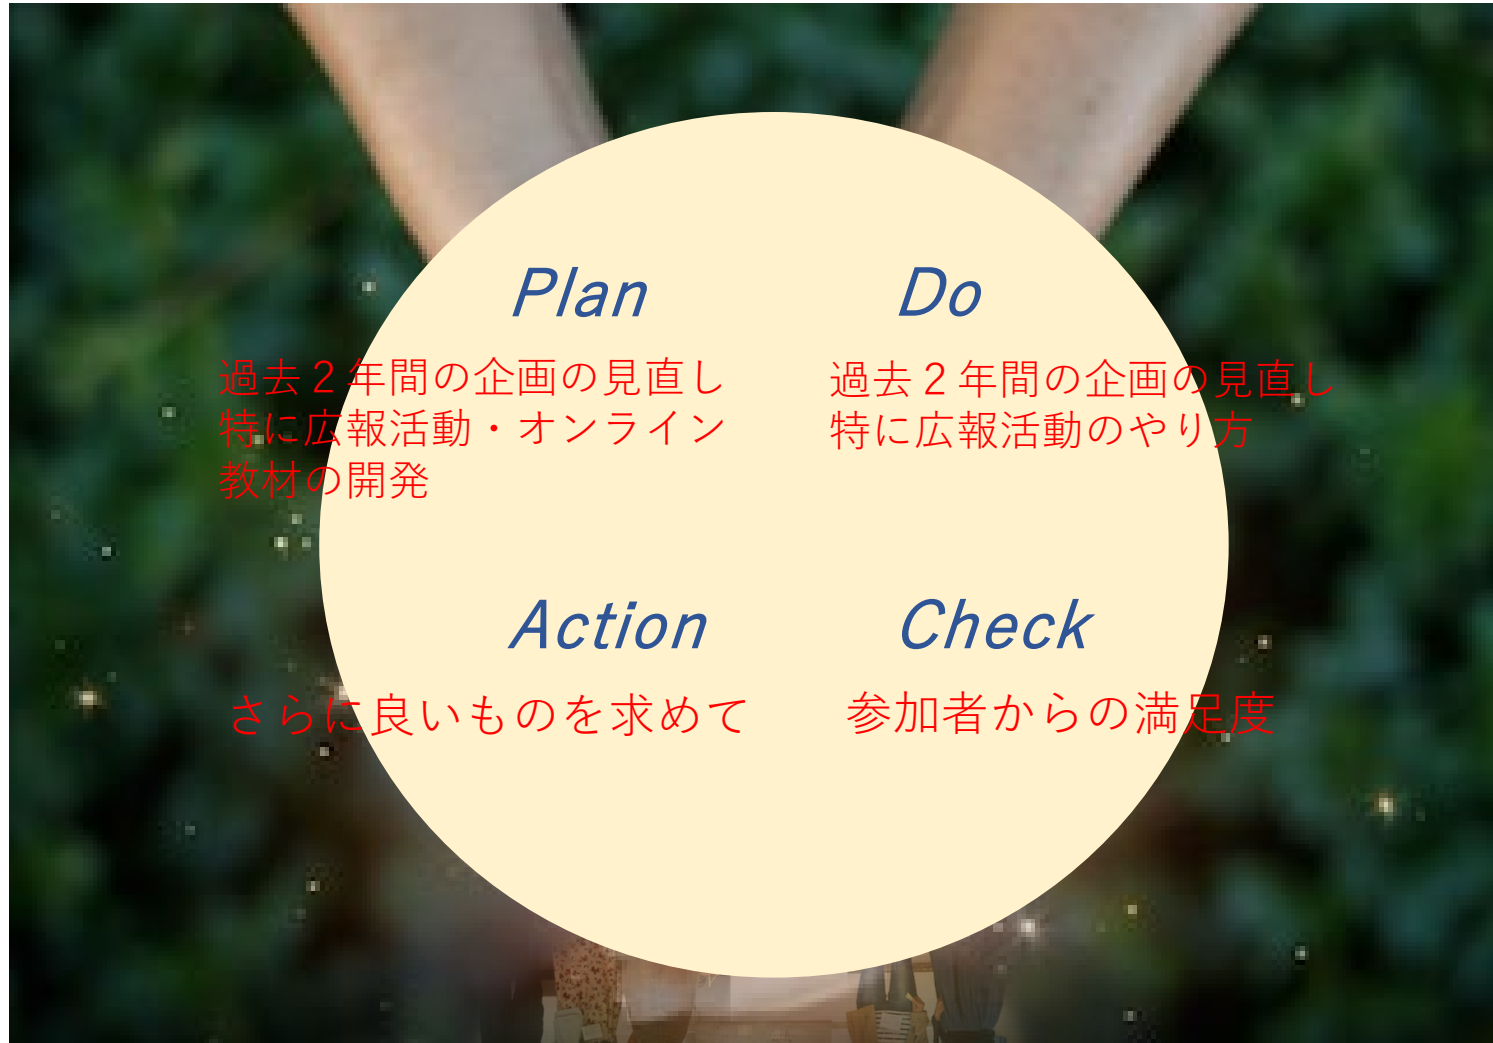 Plan
過去２年間の企画の見直し
特に広報活動・オンライン
教材の開発
Do
過去２年間の企画の見直し
特に広報活動のやり方
Action
さらに良いものを求めて
Check
参加者からの満足度